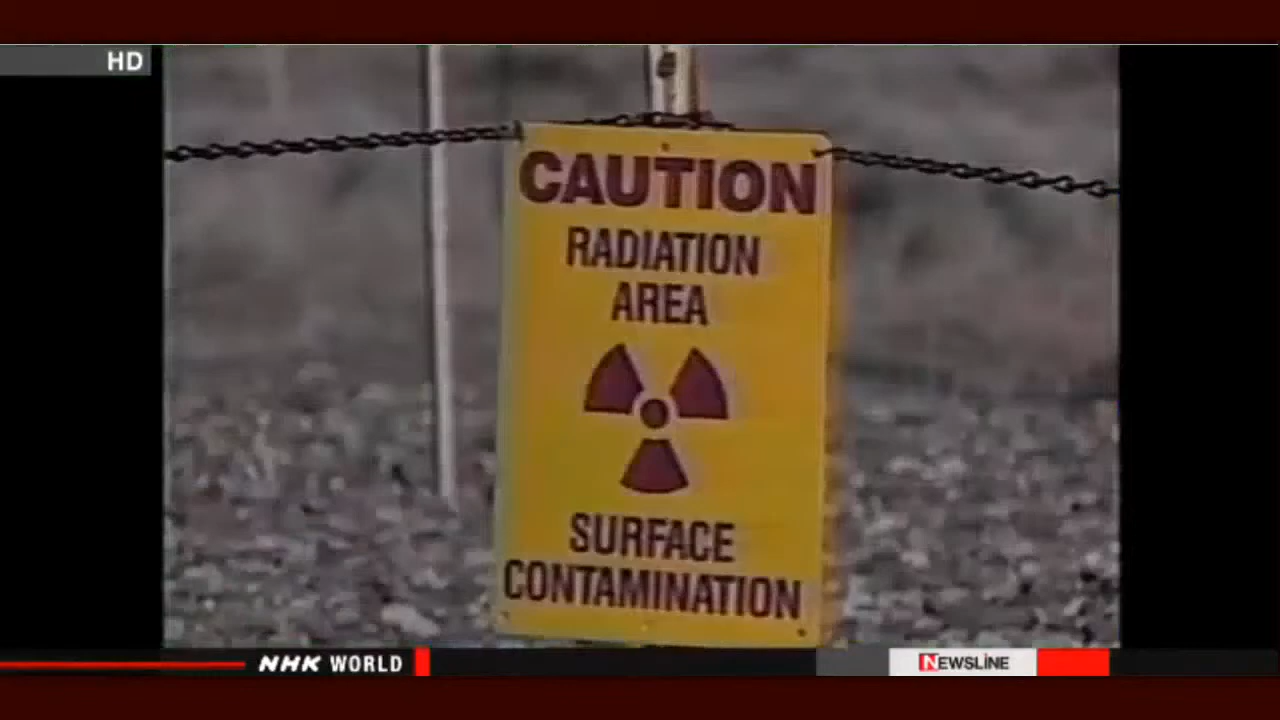 HD
CAUTION
RADIATION
AREA
SURFACE
CONTAMINATION
NHK WORLD
NEWSLINE